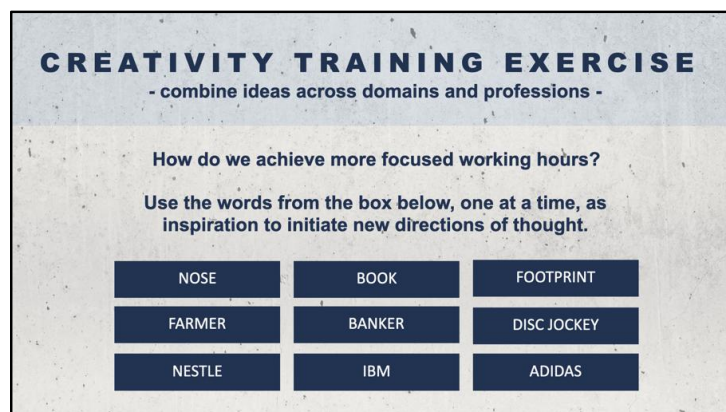 CREATIVITY TRAINING EXERCISE
- combine ideas across domains and professions -
How do we achieve more focused working hours?
Use the words from the box below, one at a time, as
inspiration to initiate new directions of thought.
NOSE
BOOK
FOOTPRINT
FARMER
BANKER
DISC JOCKEY
NESTLE
IBM
ADIDAS